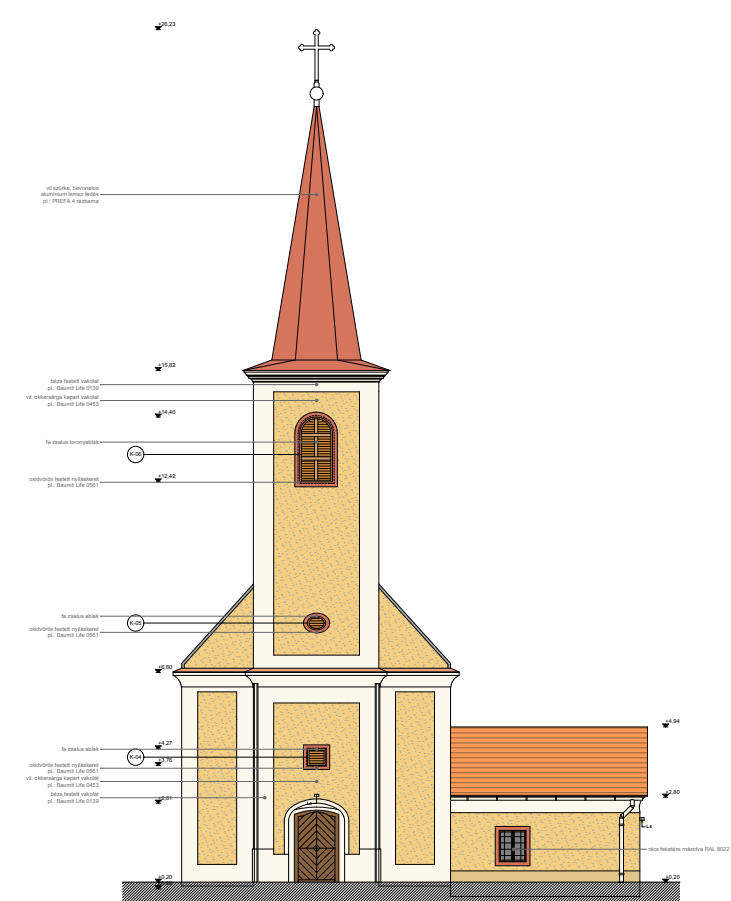 +26,23
vil szürke, bevonatos
alumínium lemez fedés
pl.: PREFA 4 rézbarna
+15,82
bézs festett vakolat
pl.: Baumit Life 0139
vil. okkersárga kapart vakolat
pl.: Baumit Life 0453
+14,40
fa zsalus toronyablak
K-06
+12,42
oxidvörös festett nyíláskeret
pl.: Baumit Life 0561
fa zsalus ablak
K-05
oxidvörös festett nyíláskeret
pl.: Baumit Life 0561
+6,60
+4,94
+4,27
fa zsalus ablak
K-04
+3,76
oxidvörös festett nyíláskeret
pl.: Baumit Life 0561
vil. okkersárga kapart vakolat
pl.: Baumit Life 0453
bézs festett vakolat
pl.: Baumit Life 0139
+2,80
L4
rács feketére mázolva RAL 8022
+0,20
+0,20